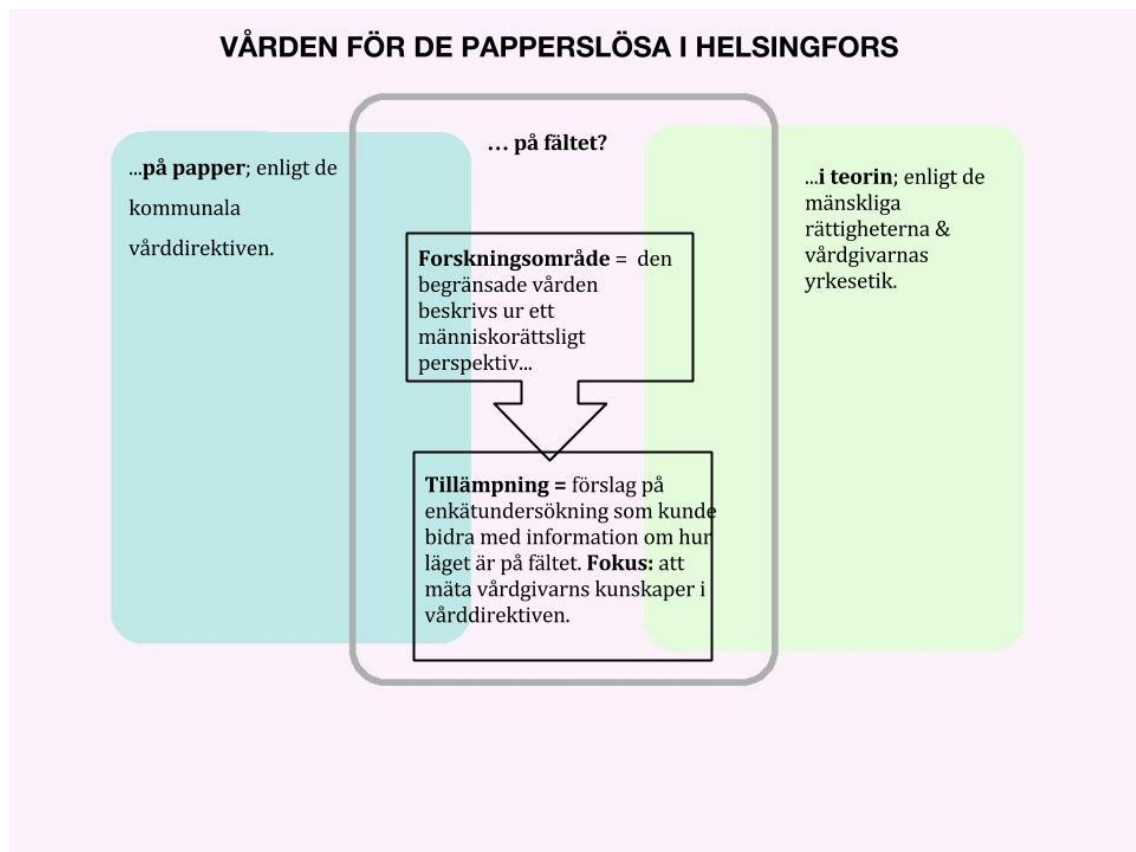 VÅRDEN FÖR DE PAPPERSLÖSA I HELSINGFORS
...på papper; enligt de
kommunala
vårddirektiven.
... på fältet?
...i teorin; enligt de
mänskliga
rättigheterna &
vårdgivarnas
yrkesetik.
Forskningsområde = den
begränsade vården
beskrivs ur ett
människorättsligt
perspektiv...
Tillämpning = förslag på
enkätundersökning som kunde
bidra med information om hur
läget är på fältet. Fokus: att
mäta vårdgivarns kunskaper i
vårddirektiven.